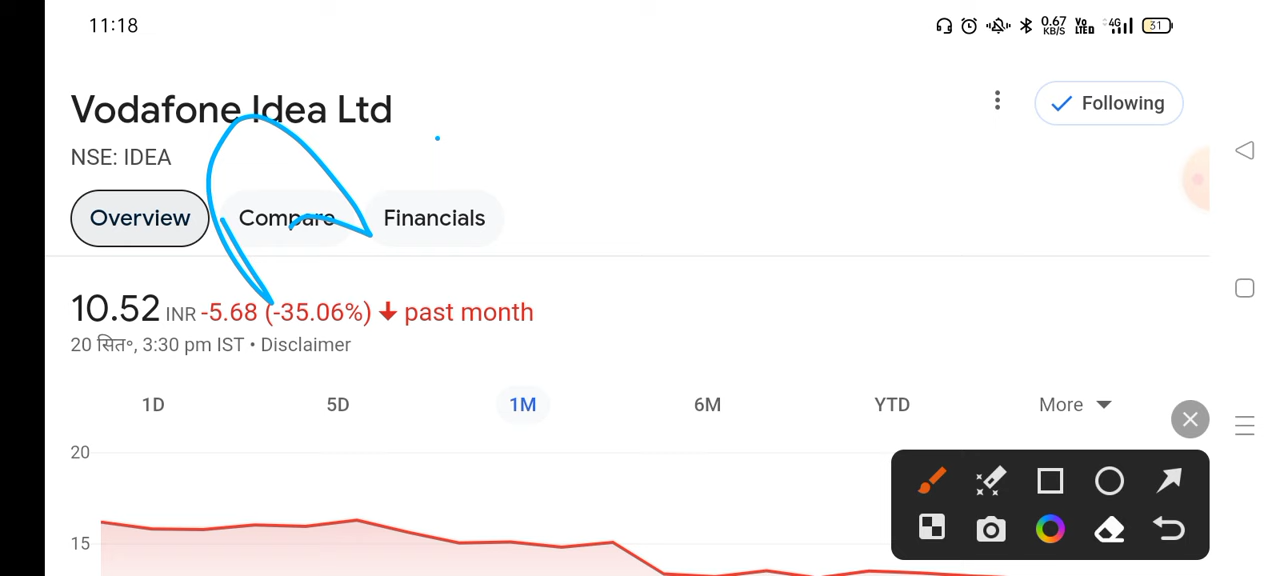 11:18 0.67 KB/S Vo LTED 4G 31
Vodafone Idea Ltd
Following
NSE: IDEA
Overview Compare Financials
10.52 INR -5.68 (-35.06%) past month
20 सित॰, 3:30 pm IST • Disclaimer
1D 5D 1M 6M YTD More
20
15